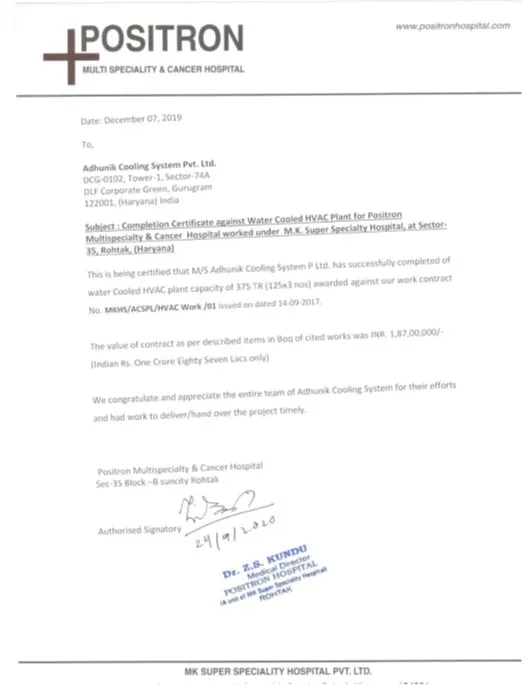 POSITRON
MULTI SPECIALITY & CANCER HOSPITAL
www.positronhospital.com
Date: December 07, 2019
To,
Adhunik Cooling System Pvt. Ltd.
DCG-0102, Tower-1, Sector-74A
DLF Corporate Green, Gurugram
122001, (Haryana) India
Subject : Completion Certificate against Water Cooled HVAC Plant for Positron
Multispecialty & Cancer Hospital worked under M.K. Super Specialty Hospital, at Sector-
35, Rohtak, (Haryana)
This is being certified that M/S Adhunik Cooling System P Ltd. has successfully completed of
water Cooled HVAC plant capacity of 375 TR (125x3 nos) awarded against our work contract
No. MKHS/ACSPL/HVAC Work /01 issued on dated 14-09-2017.
The value of contract as per described items in Boq of cited works was INR. 1,87,00,000/-
(Indian Rs. One Crore Eighty Seven Lacs only)
We congratulate and appreciate the entire team of Adhunik Cooling System for their efforts
and had work to deliver/hand over the project timely.
Positron Multispecialty & Cancer Hospital
Sec-35 Block –B suncity Rohtak
Authorised Signatory
24/9/2020
Dr. Z.S. KUNDU
Medical Director
POSITRON HOSPITAL
(A unit of MK Super Speciality Hospital)
ROHTAK
MK SUPER SPECIALITY HOSPITAL PVT. LTD.